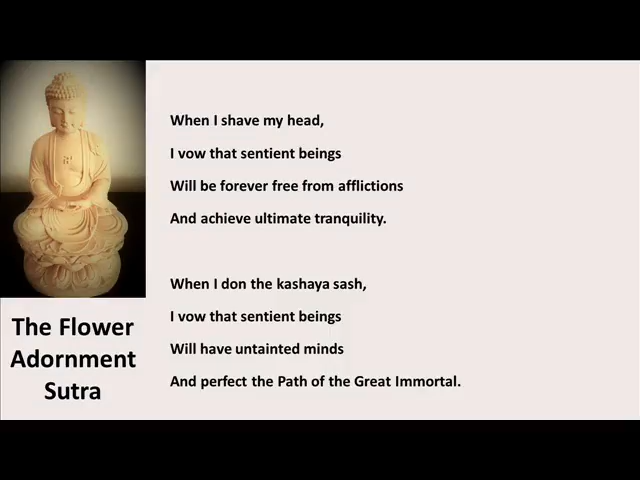 When I shave my head,
I vow that sentient beings
Will be forever free from afflictions
And achieve ultimate tranquility.
When I don the kashaya sash,
I vow that sentient beings
Will have untainted minds
And perfect the Path of the Great Immortal.
The Flower
Adornment
Sutra